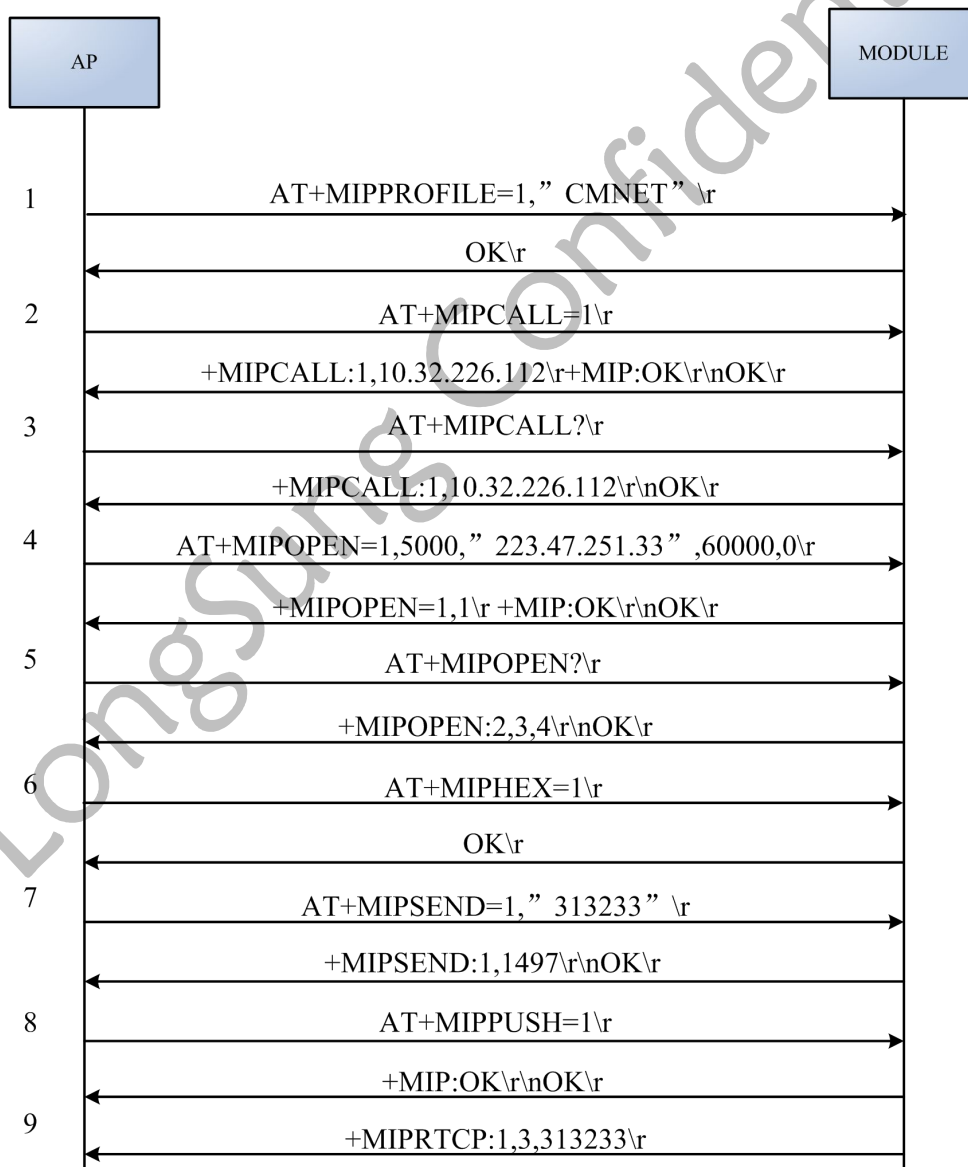 AP
MODULE
1
AT+MIPPROFILE=1,”CMNET”\r
OK\r
2
AT+MIPCALL=1\r
+MIPCALL:1,10.32.226.112\r+MIP:OK\r\nOK\r
3
AT+MIPCALL?\r
+MIPCALL:1,10.32.226.112\r\nOK\r
4
AT+MIPOPEN=1,5000,”223.47.251.33”,60000,0\r
+MIPOPEN=1,1\r +MIP:OK\r\nOK\r
5
AT+MIPOPEN?\r
+MIPOPEN:2,3,4\r\nOK\r
6
AT+MIPHEX=1\r
OK\r
7
AT+MIPSEND=1,”313233”\r
+MIPSEND:1,1497\r\nOK\r
8
AT+MIPPUSH=1\r
+MIP:OK\r\nOK\r
9
+MIPRTCP:1,3,313233\r
LongSung Confident